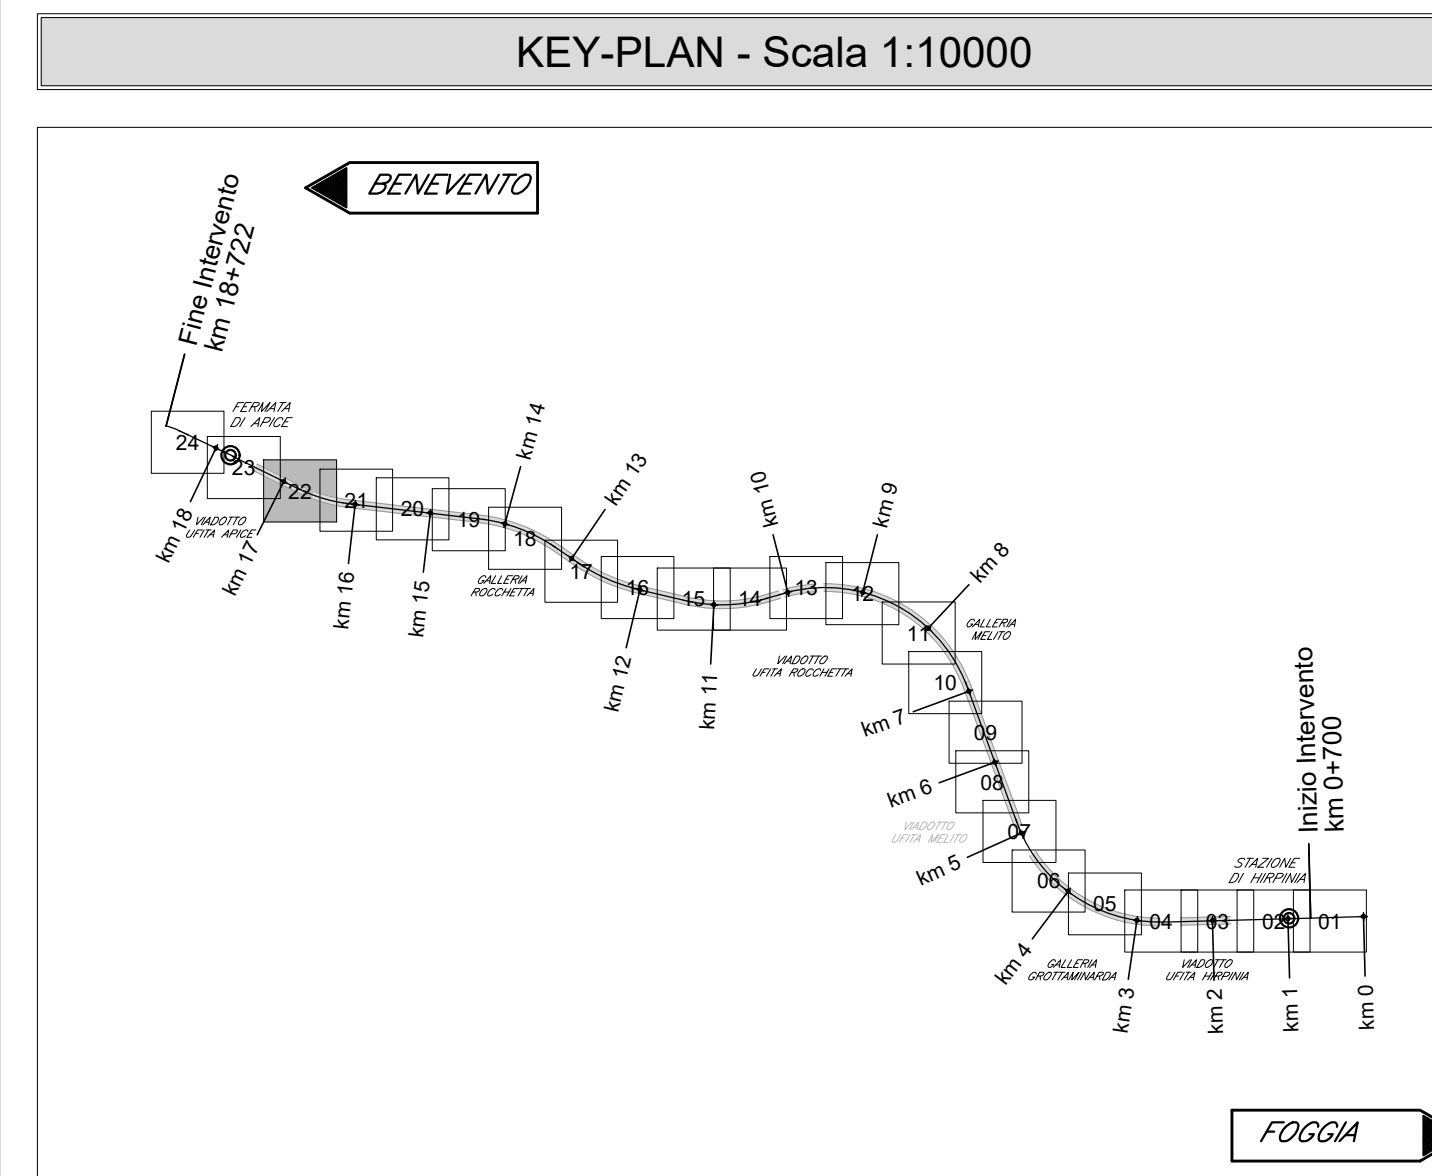 KEY-PLAN - Scala 1:10000
BENEVENTO
Fine Intervento
km 18+722
FERMATA
DI APICE
24
23
22
21
20
19
18
17
16
15
14
13
12
11
10
09
08
07
06
05
04
03
02
01
km 18
VIADOTTO
UFITA APICE
km 17
km 16
km 15
km 14
km 13
GALLERIA
ROCCHETTA
km 12
km 11
km 10
VIADOTTO
UFITA ROCCHETTA
km 9
km 8
GALLERIA
MELITO
km 7
km 6
VIADOTTO
UFITA MELITO
km 5
km 4
GALLERIA
GROTTAMINARDA
km 3
VIADOTTO
UFITA HIRPINIA
km 2
STAZIONE
DI HIRPINIA
km 1
km 0
Inizio Intervento
km 0+700
FOGGIA